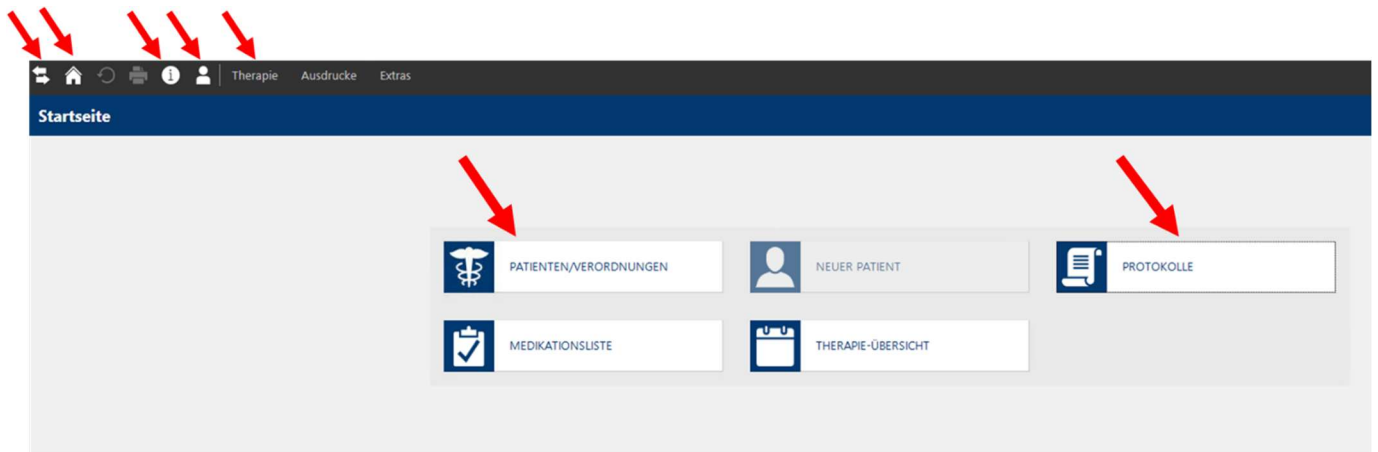 Therapie Ausdrucke Extras
Startseite
PATIENTEN/VERORDNUNGEN NEUER PATIENT PROTOKOLLE
MEDIKATIONSLISTE THERAPIE-ÜBERSICHT